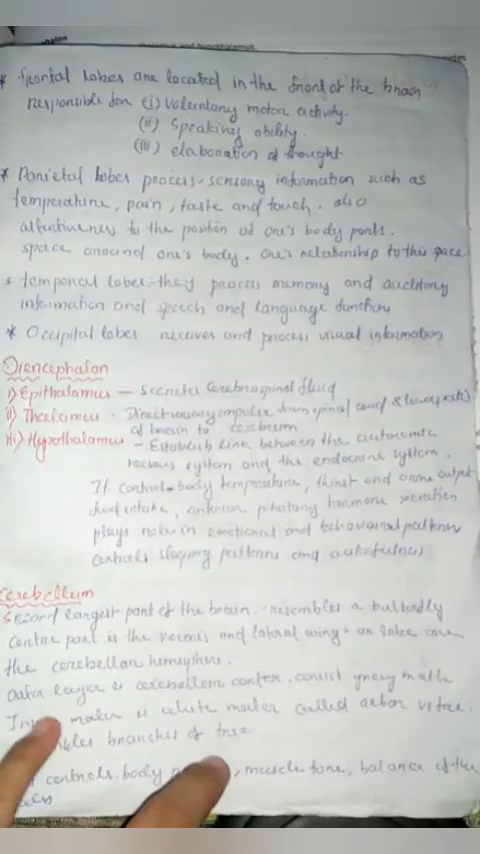 * frontal lobes are located in the front of the brain
responsible for (i) Voluntary motor activity.
(ii) Speaking ability
(iii) elaboration of thought
* Parietal lobes process sensory information such as
temperature, pain, taste and touch. also
attentiveness to the position of one's body parts.
space around one's body. one's relationship to this space
* temporal lobes they process memory and auditory
information and speech and language functions
* Occipital lobes receives and process visual information
Diencephalon
i) Epithalamus — Secretes Cerebrospinal fluid
ii) Thalamus - Direct sensory impulse from spinal cord & lower parts
of brain to cerebrum
iii) Hypothalamus - Establish link between the autonomic
nervous system and the endocrine system.
It control body temperature, thirst and urine output
food intake, anterior pituitary hormone secretion
plays role in emotional and behavioural pattern
controls sleeping patterns and wakefulness
Cerebellum
Second largest part of the brain. resembles a butterfly
centre part is the vermis and lateral wings or lobe are
the cerebellar hemisphere.
Outer layer is cerebellum cortex. consist grey matter
matter is white matter called arbor vitae.
branches of tree
controls body , muscle tone, balance of the